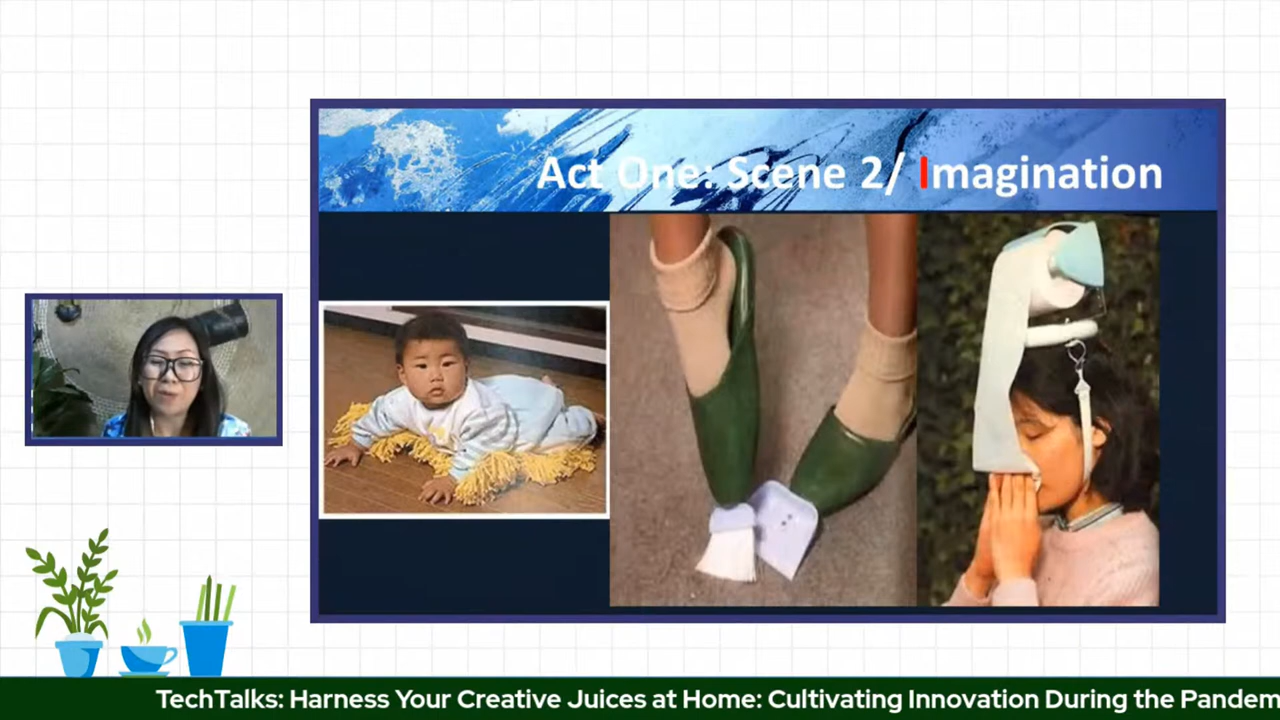 Act One: Scene 2/ Imagination
TechTalks: Harness Your Creative Juices at Home: Cultivating Innovation During the Pandem